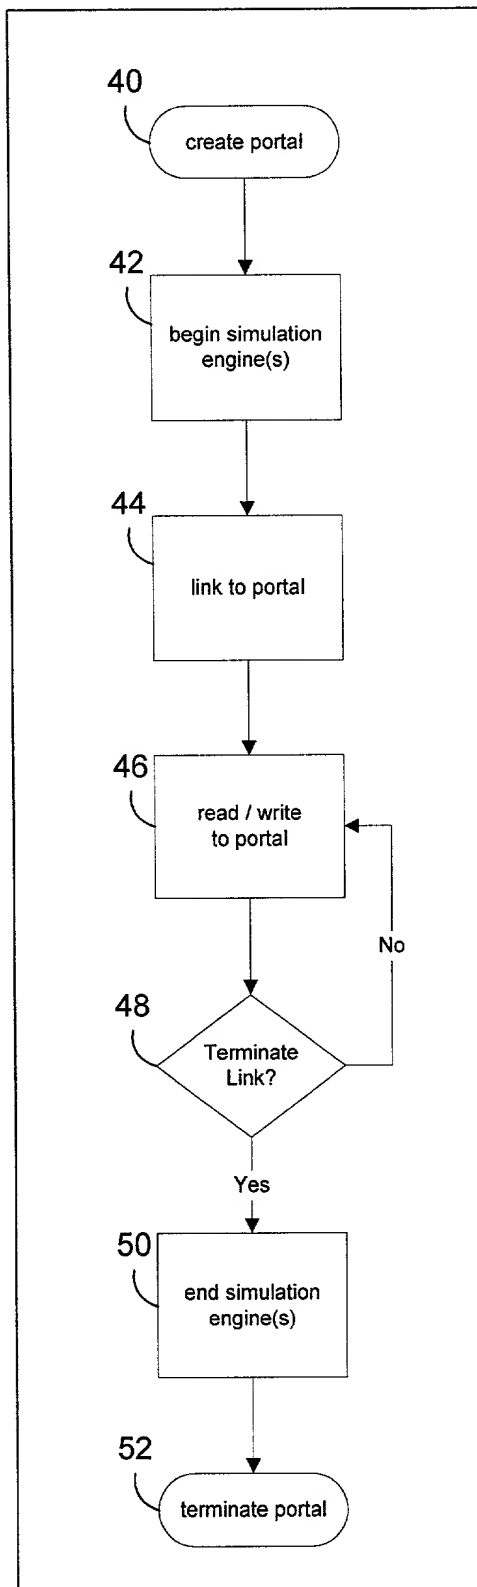 40
create portal
42
begin simulation
engine(s)
44
link to portal
46
read / write
to portal
No
48
Terminate
Link?
Yes
50
end simulation
engine(s)
52
terminate portal